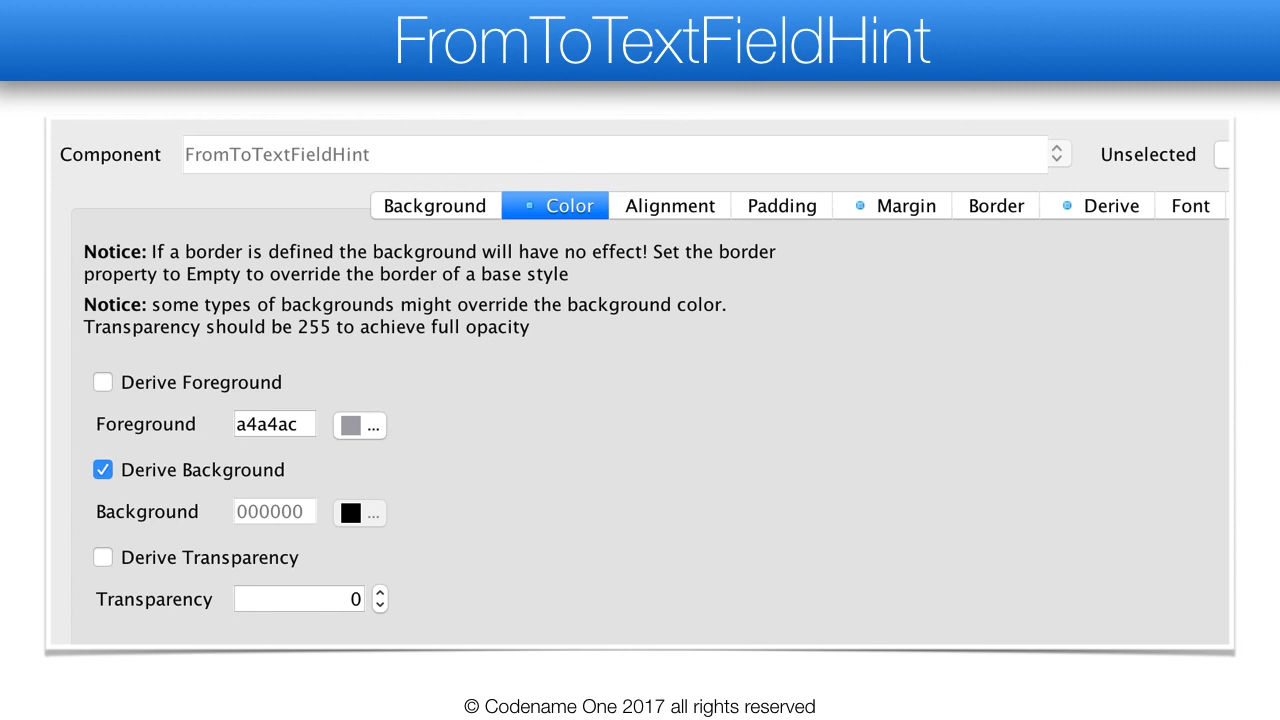 FromToTextFieldHint
Component FromToTextFieldHint Unselected
Background Color Alignment Padding Margin Border Derive Font
Notice: If a border is defined the background will have no effect! Set the border
property to Empty to override the border of a base style
Notice: some types of backgrounds might override the background color.
Transparency should be 255 to achieve full opacity
Derive Foreground
Foreground a4a4ac ...
Derive Background
Background 000000 ...
Derive Transparency
Transparency 0
© Codename One 2017 all rights reserved